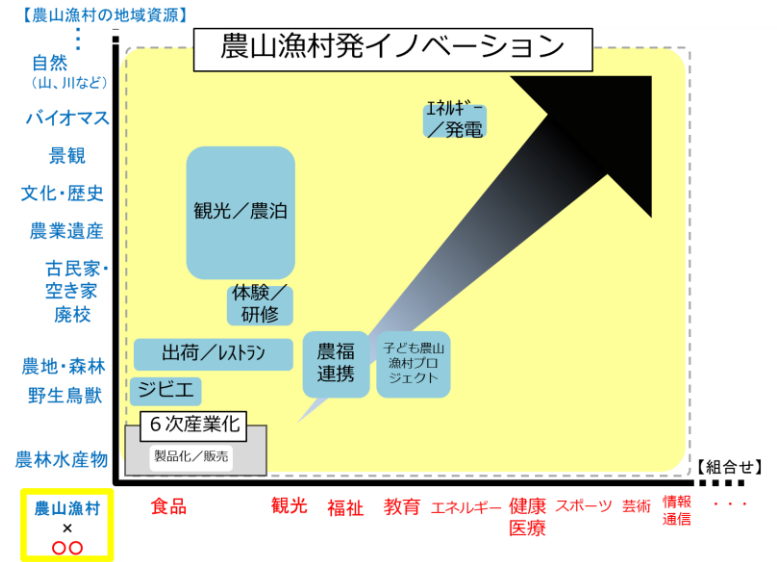 【農山漁村の地域資源】
農山漁村発イノベーション
自然
（山、川など）
バイオマス
景観
文化・歴史
農業遺産
古民家・
空き家
廃校
農地・森林
野生鳥獣
農林水産物
ｴﾈﾙｷﾞｰ
／発電
観光／農泊
体験／
研修
出荷／ﾚｽﾄﾗﾝ
農福
連携
子ども農山
漁村プロ
ジェクト
ジビエ
６次産業化
製品化／販売
【組合せ】
食品
観光
福祉
教育
エネルギー
健康
医療
スポーツ
芸術
情報
通信
・・・
農山漁村
×
○○